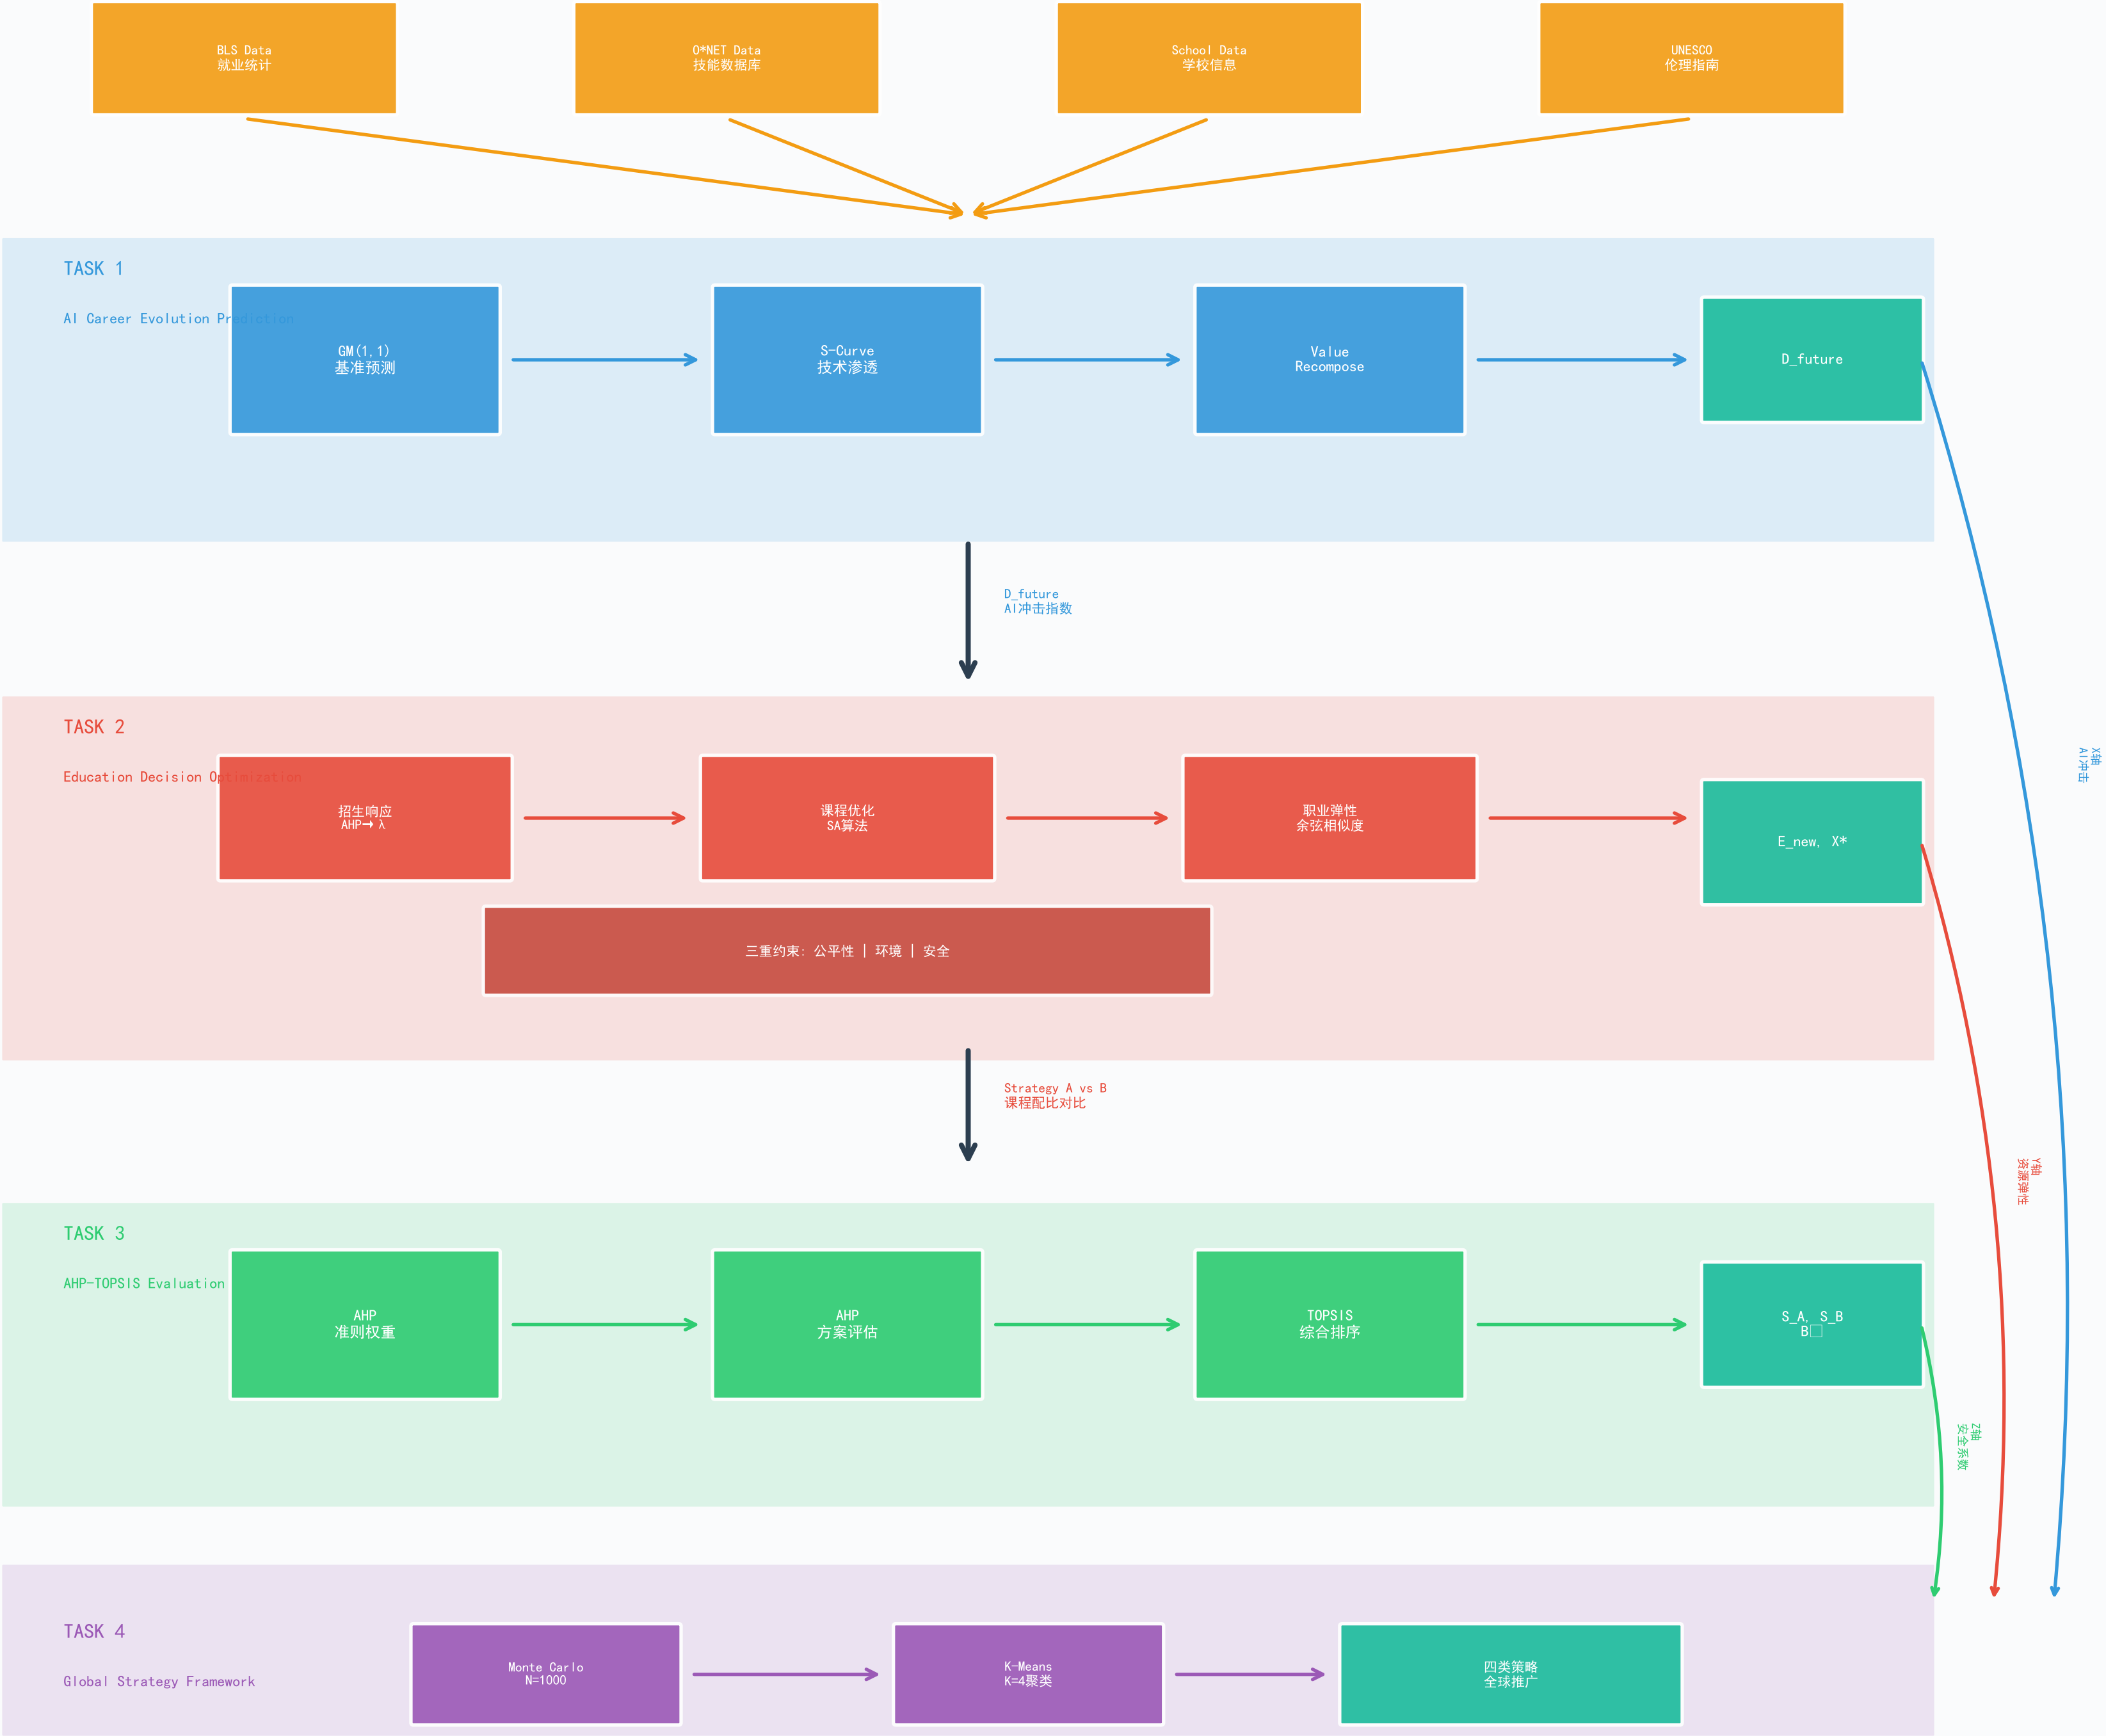 BLS Data
就业统计
O*NET Data
技能数据库
School Data
学校信息
UNESCO
伦理指南
TASK 1
AI Career Evolution Prediction
GM(1,1)
基准预测
S-Curve
技术渗透
Value
Recompose
D_future
D_future
AI冲击指数
TASK 2
Education Decision Optimization
招生响应
AHP→ λ
课程优化
SA算法
职业弹性
余弦相似度
E_new, X*
三重约束: 公平性 | 环境 | 安全
X轴
AI冲击
Strategy A vs B
课程配比对比
Y轴
资源弹性
TASK 3
AHP-TOPSIS Evaluation
AHP
准则权重
AHP
方案评估
TOPSIS
综合排序
S_A, S_B
B□
Z轴
安全系数
TASK 4
Global Strategy Framework
Monte Carlo
N=1000
K-Means
K=4聚类
四类策略
全球推广